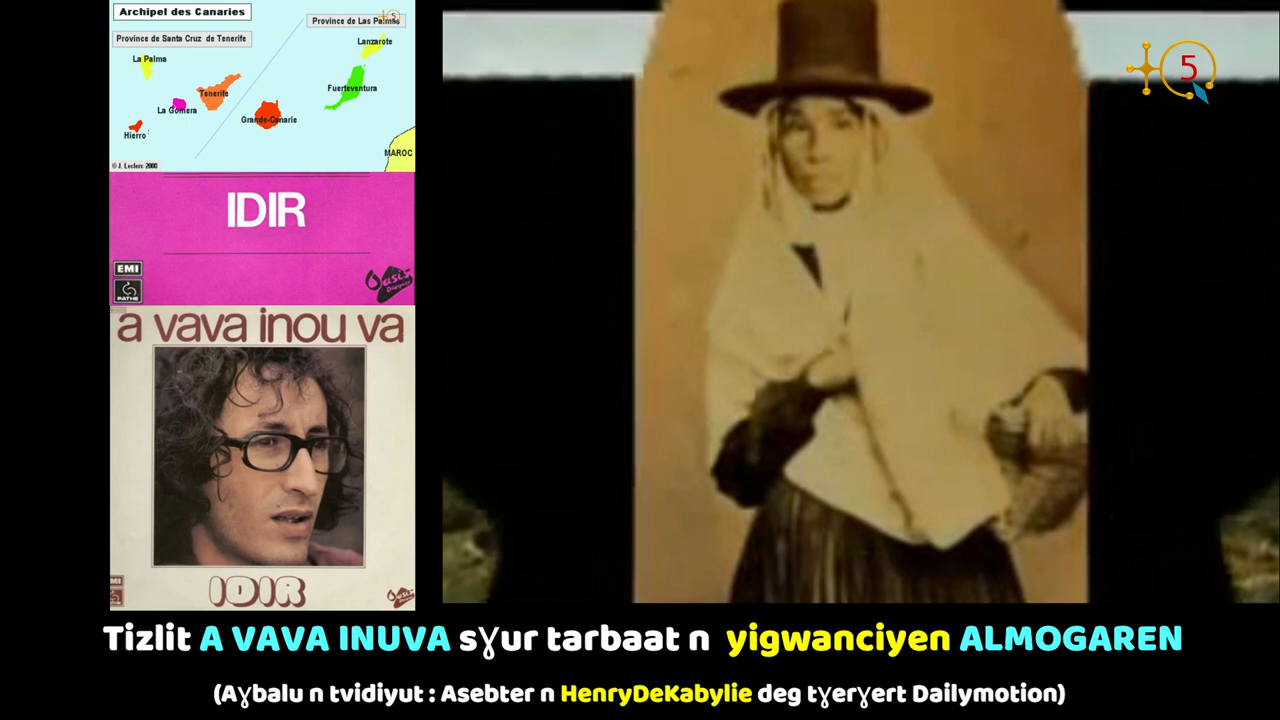 Archipel des Canaries
Province de Las Palmas
Province de Santa Cruz de Tenerife
Lanzarote
La Palma
Fuerteventura
Tenerife
La Gomera
Grande-Canarie
Hierro
MAROC
© J. Leclerc 2000
5
IDIR
EMI
PATHE
Oasis
a vava inou va
IDIR
Tizlit A VAVA INUVA sɣur tarbaat n yigwanciyen ALMOGAREN
(Aɣbalu n tvidiyut : Asebter n HenryDeKabylie deg tɣerɣert Dailymotion)